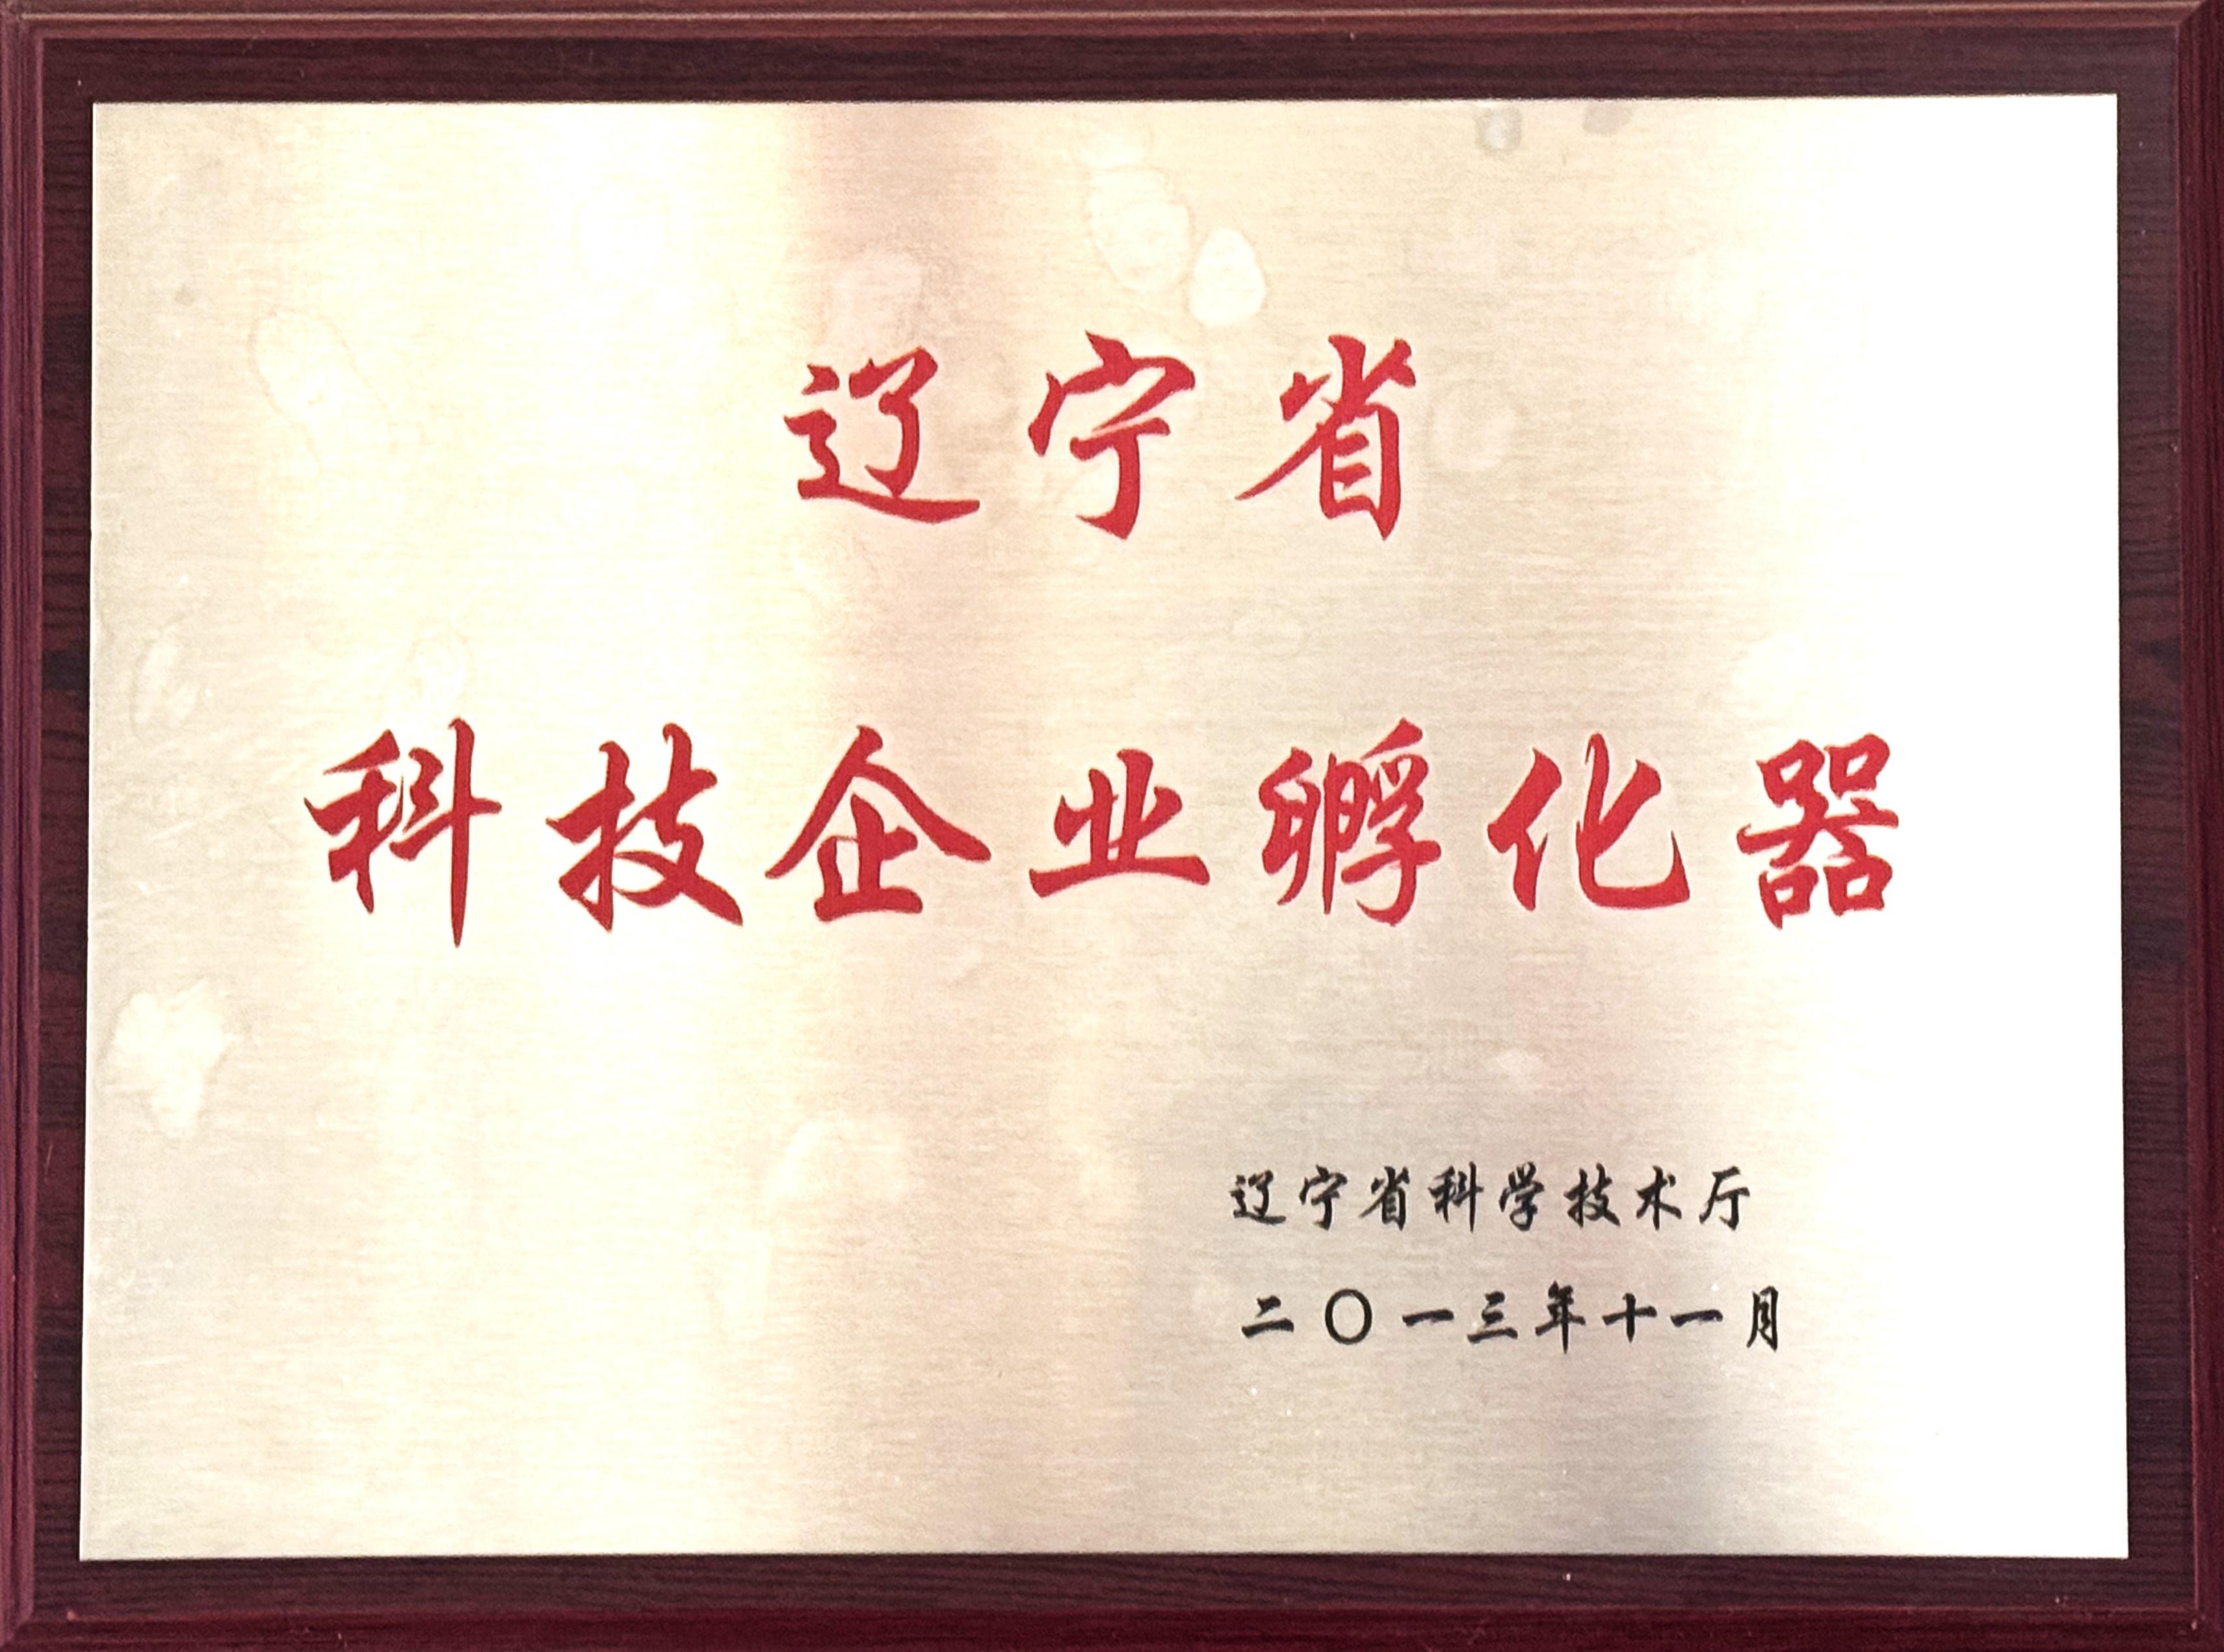 辽宁省
科技企业孵化器
辽宁省科学技术厅
二〇一三年十一月